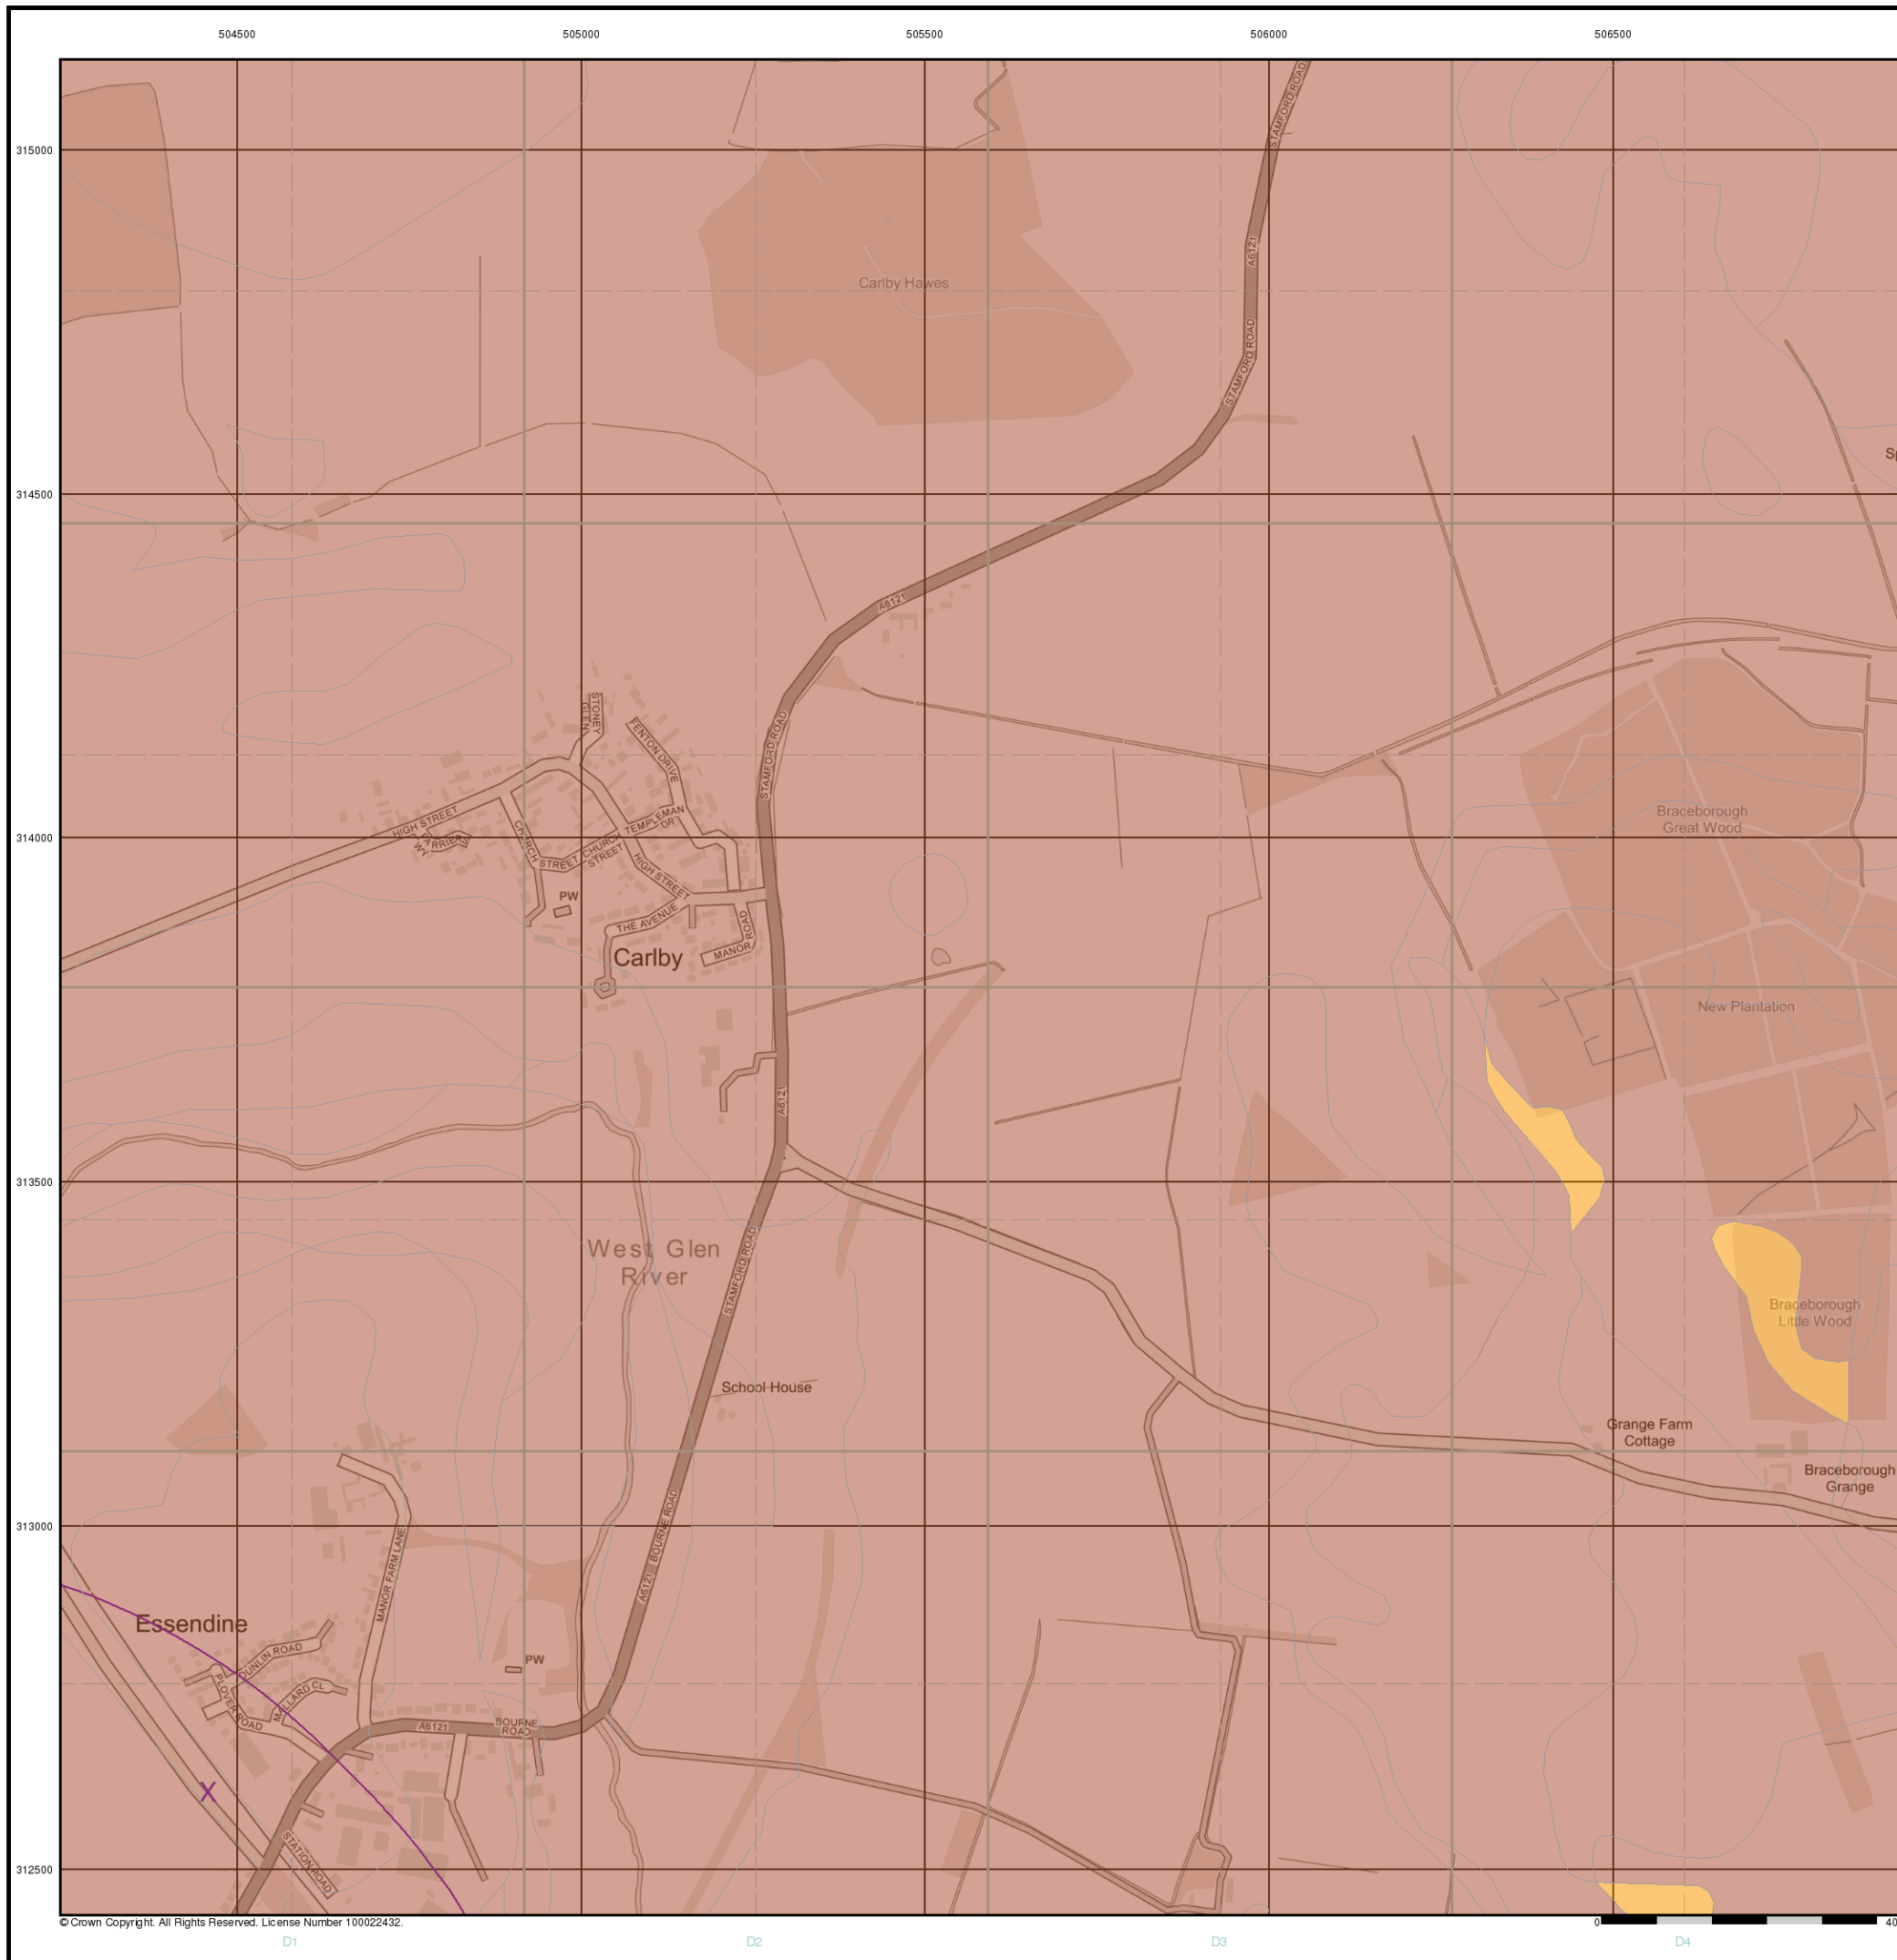 504500 505000 505500 506000 506500
315000
314500
314000
313500
313000
312500
STAMFORD ROAD
A6121
Carlby Hawes
STAMFORD ROAD
A6121
STONEY
GLEN
FENTON DRIVE
STAMFORD ROAD
HIGH STREET
FARRIERS
WY
CHURCH
STREET
CHURCH
STREET
TEMPLEMAN
DR
HIGH STREET
PW
THE AVENUE
MANOR
ROAD
Carlby
Braceborough
Great Wood
New Plantation
A6121
West Glen
River
STAMFORD ROAD
Braceborough
Little Wood
School House
Grange Farm
Cottage
Braceborough
Grange
MANOR FARM LANE
A6121 BOURNE ROAD
Essendine
DUNLIN ROAD
PLOVER ROAD
MALLARD CL
PW
A6121
BOURNE
ROAD
X
STATION ROAD
© Crown Copyright. All Rights Reserved. License Number 100022432.
0
D1 D2 D3 D4